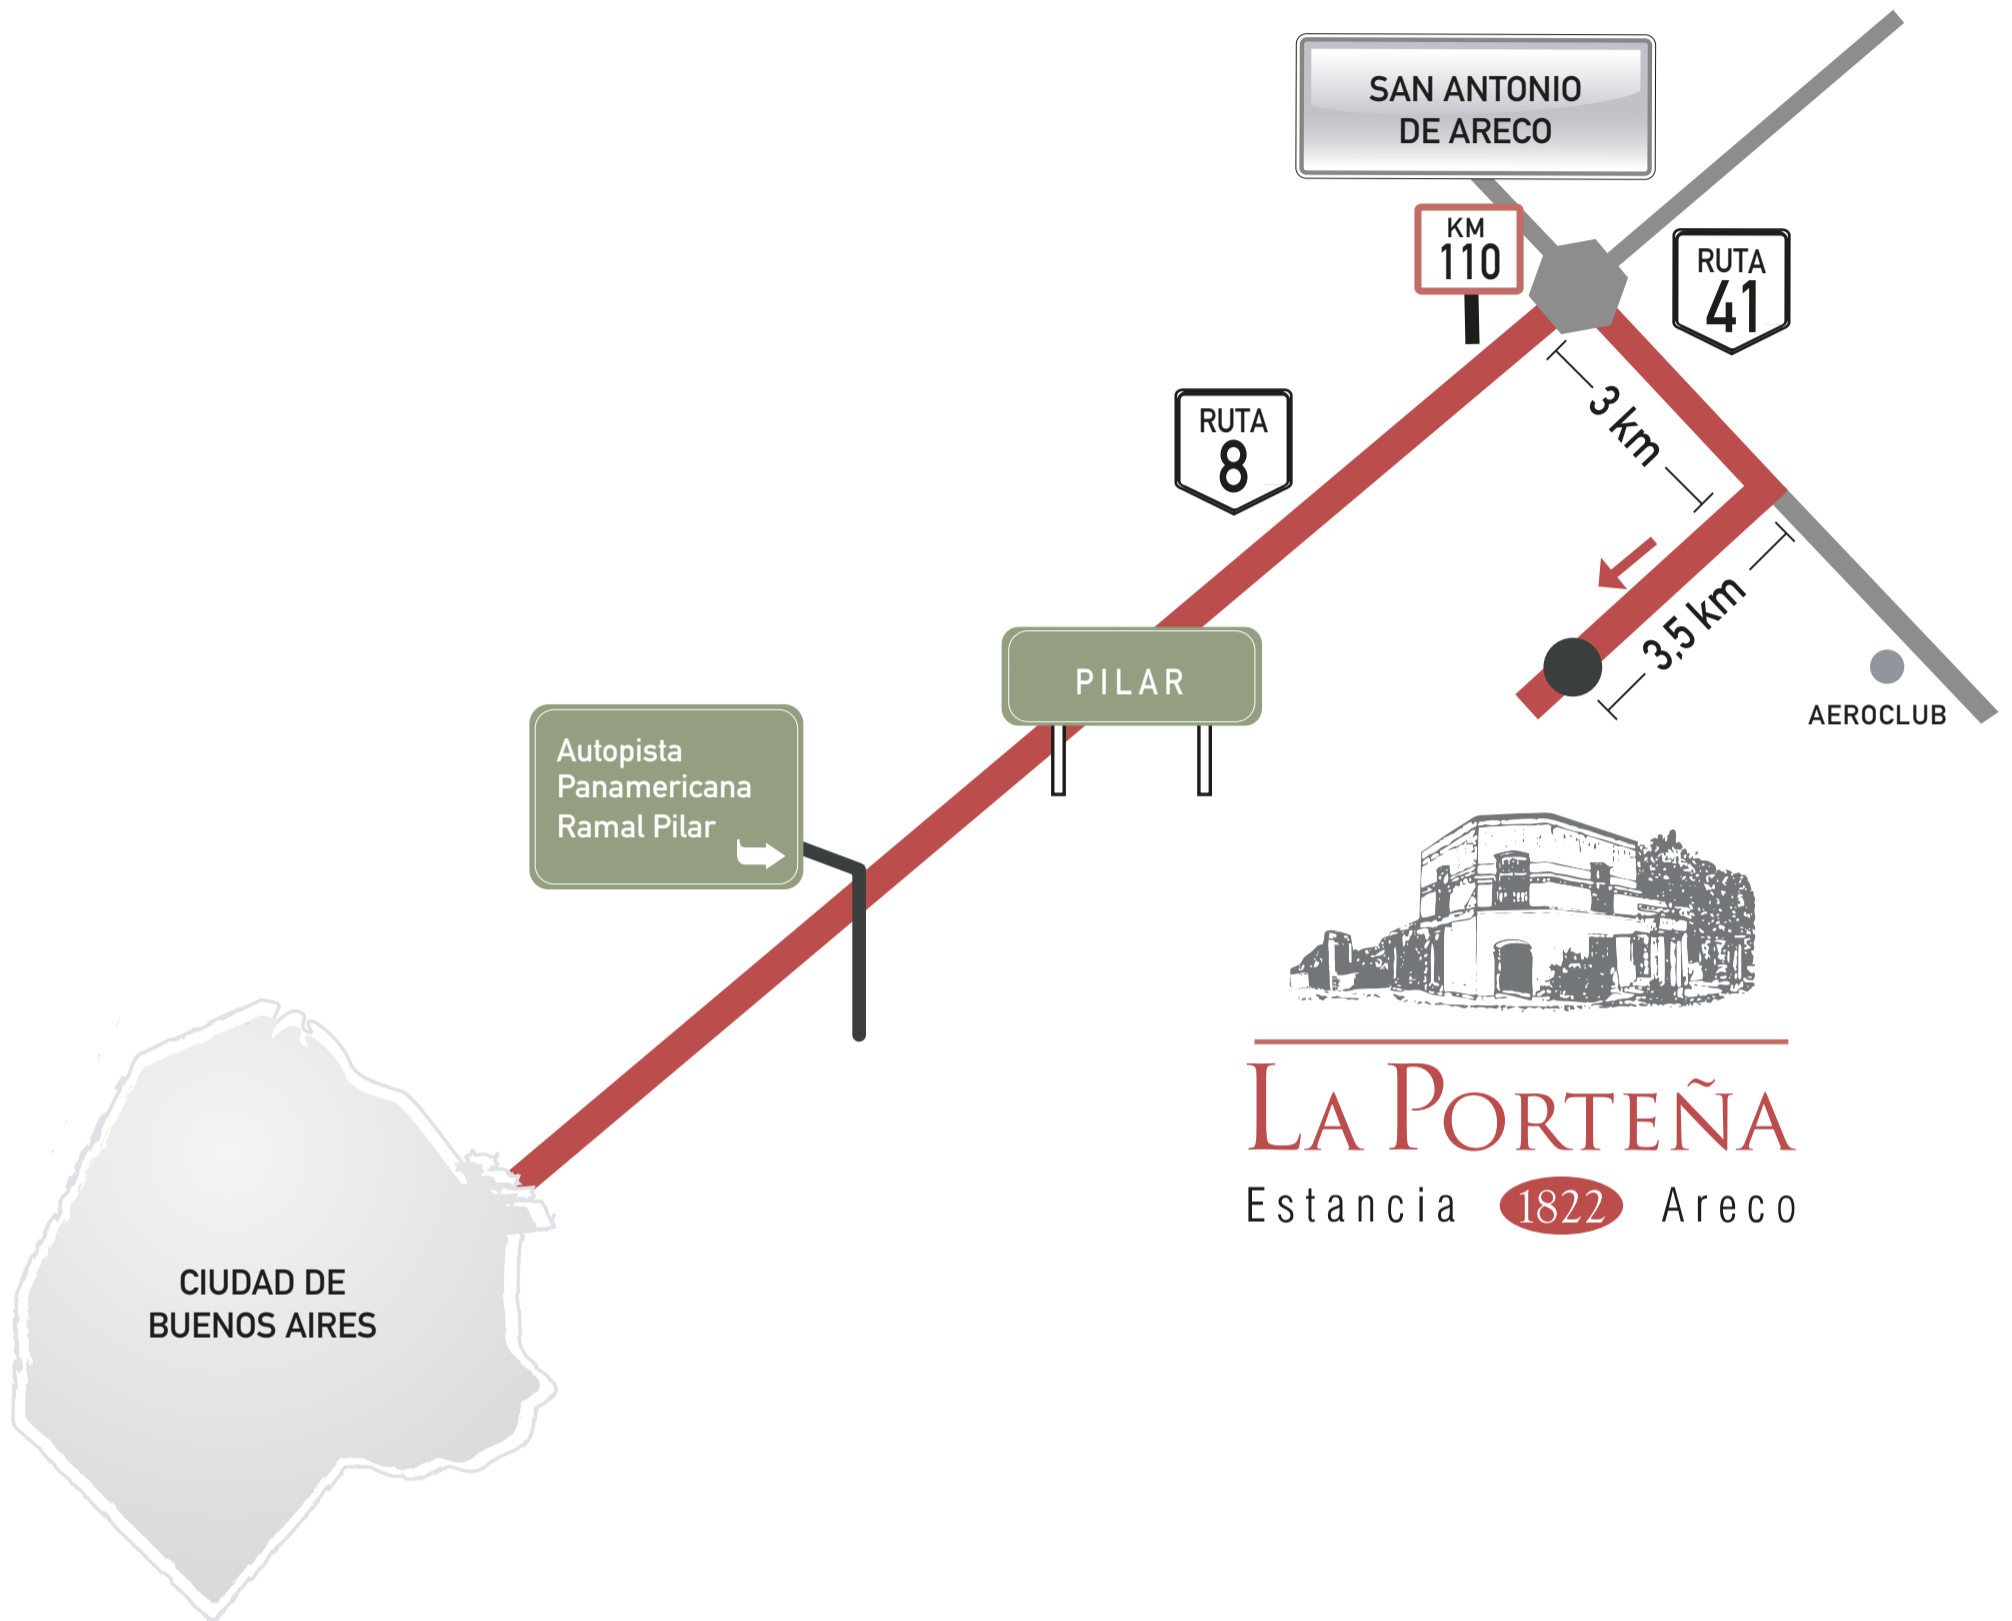 SAN ANTONIO
DE ARECO
KM
110
RUTA
41
3 km
RUTA
8
3,5 km
PILAR
AEROCLUB
Autopista
Panamericana
Ramal Pilar
LA PORTEÑA
Estancia 1822 Areco
CIUDAD DE
BUENOS AIRES